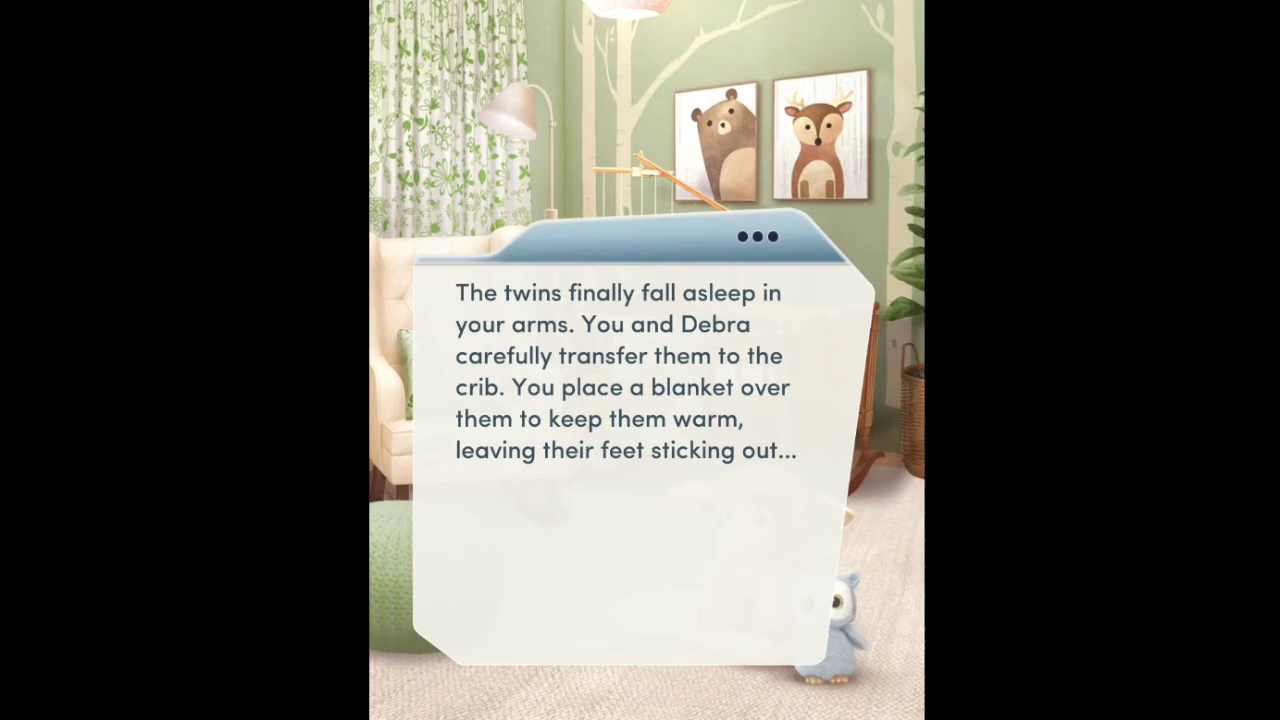 The twins finally fall asleep in
your arms. You and Debra
carefully transfer them to the
crib. You place a blanket over
them to keep them warm,
leaving their feet sticking out...